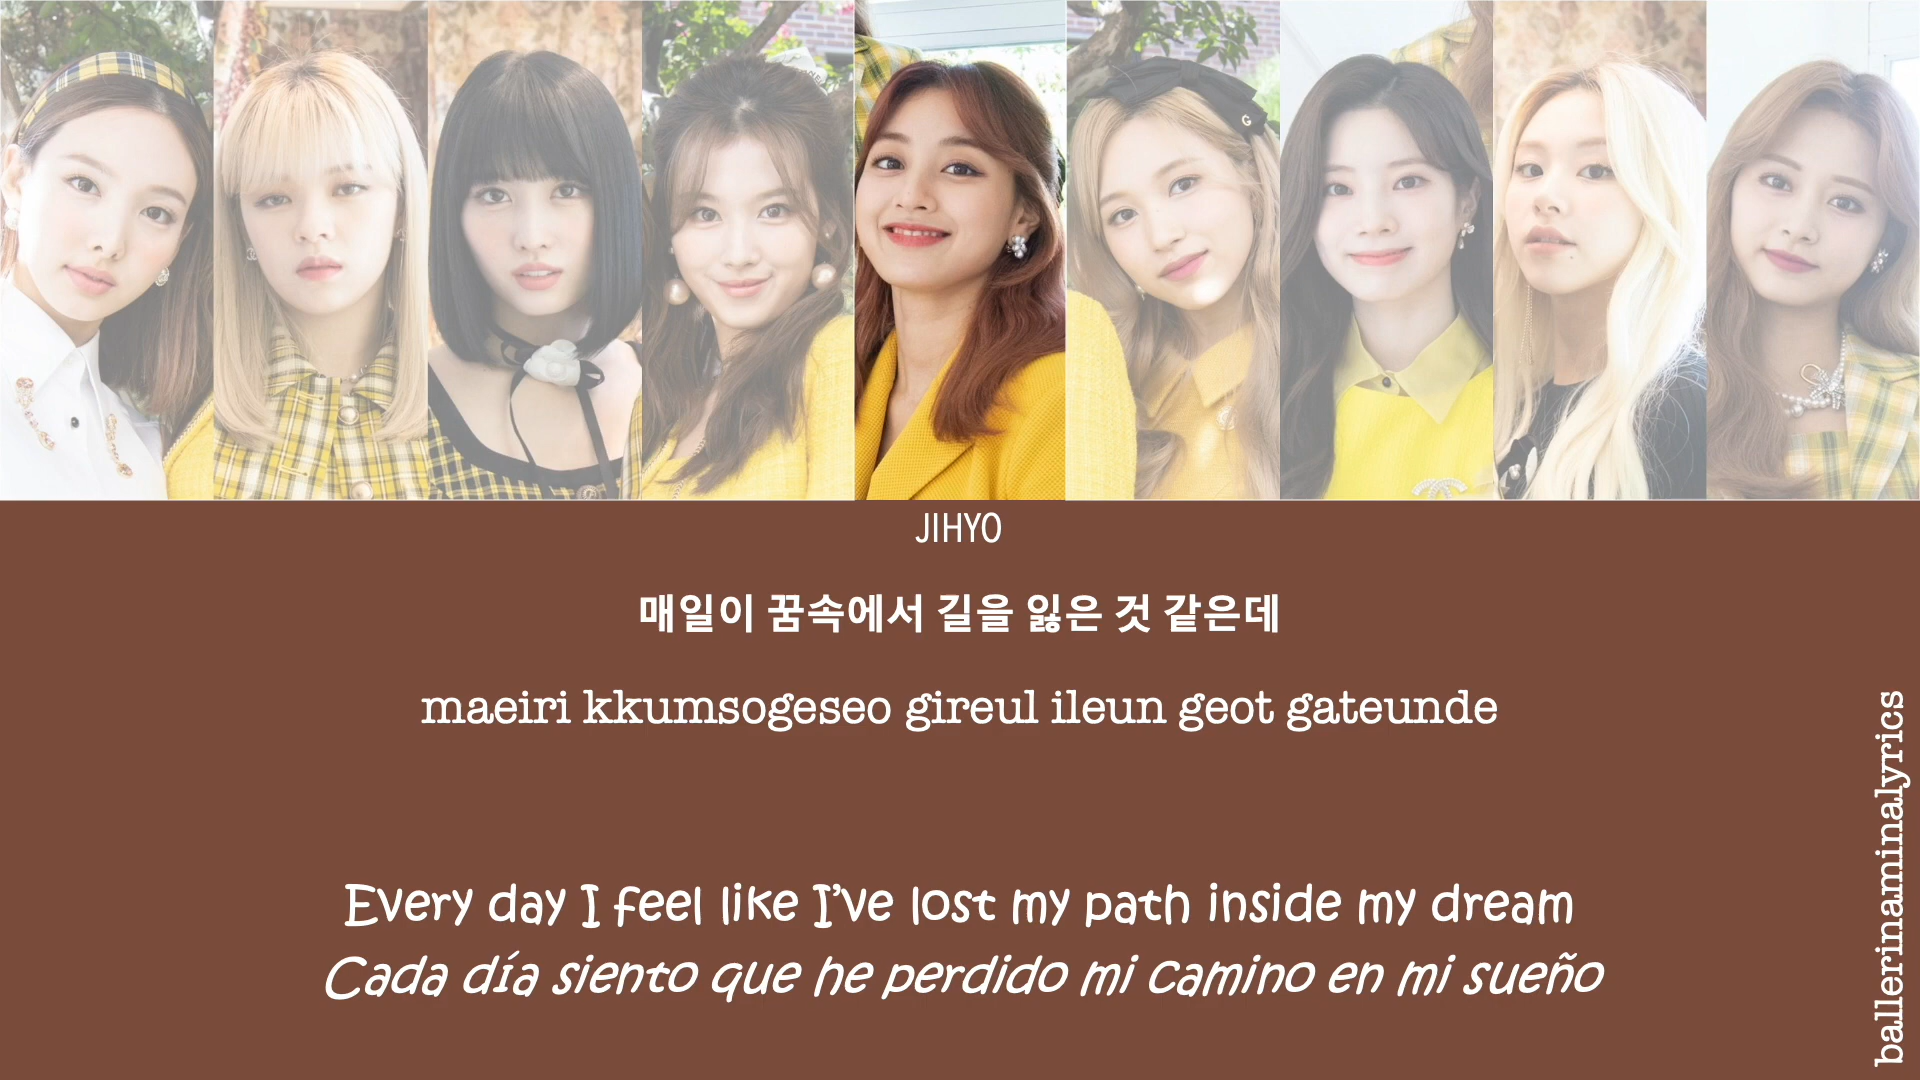 JIHYO
매일이 꿈속에서 길을 잃은 것 같은데
maeiri kkumsogeseo gireul ileun geot gateunde
Every day I feel like I've lost my path inside my dream
Cada día siento que he perdido mi camino en mi sueño
ballerinaminalyrics
G